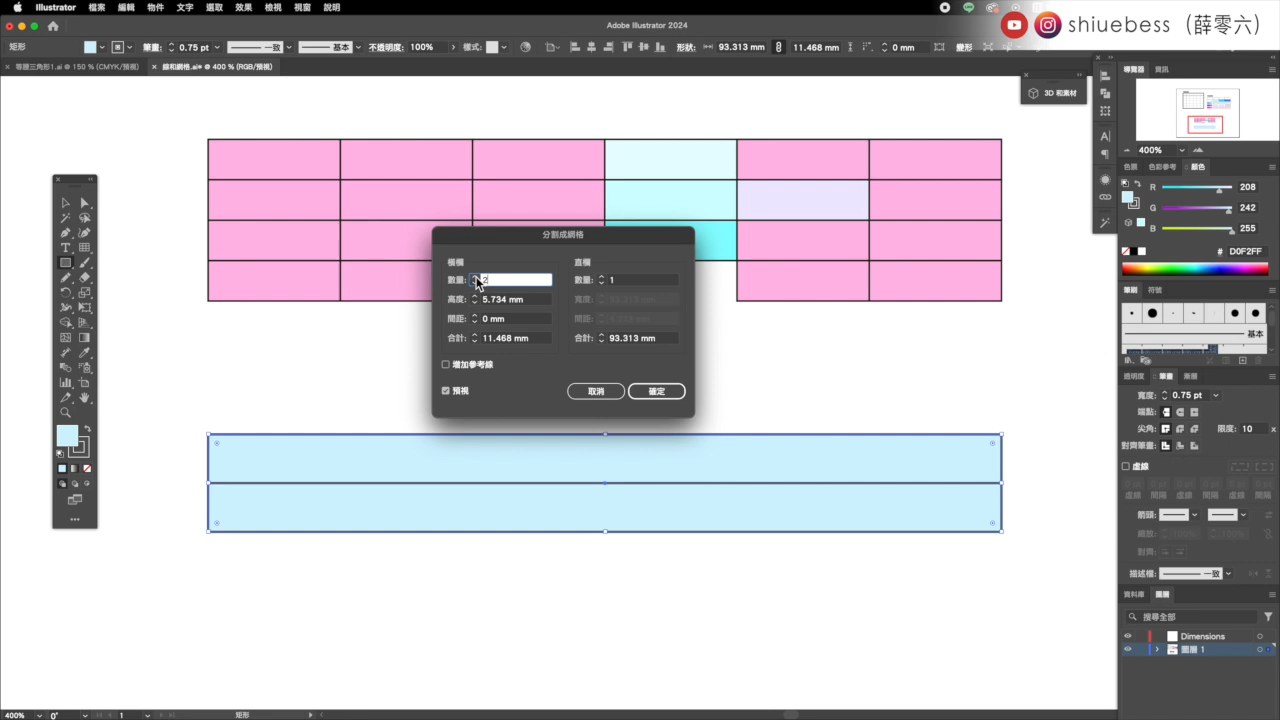 Illustrator 檔案 編輯 物件 文字 選取 效果 檢視 視窗 說明
shiuebess (薛零六)
Adobe Illustrator 2024
矩形 筆畫: 0.75 pt 一致 基本 不透明度: 100% 樣式: 形狀: 93.313 mm 11.468 mm 0 mm 變形
等腰三角形1.ai @ 150 % (CMYK/預視)
線和網格.ai* @ 400 % (RGB/預視)
3D 和素材
導覽器 資訊
400%
色票 色彩參考 顏色
R 208
G 242
B 255
# D0F2FF
筆刷 符號
基本
透明度 筆畫 漸層
寬度: 0.75 pt
端點:
尖角: 限度: 10 x
對齊筆畫:
虛線
虛線 間隔 虛線 間隔 虛線 間隔
箭頭:
縮放: 100% 100%
對齊:
描述檔: 一致
資料庫 圖層
搜尋全部
Dimensions
圖層 1
分割成網格
橫欄
數量: 2
高度: 5.734 mm
間距: 0 mm
合計: 11.468 mm
直欄
數量: 1
寬度: 93.313 mm
間距:
合計: 93.313 mm
增加參考線
預視
取消 確定
400% 0° 1 矩形